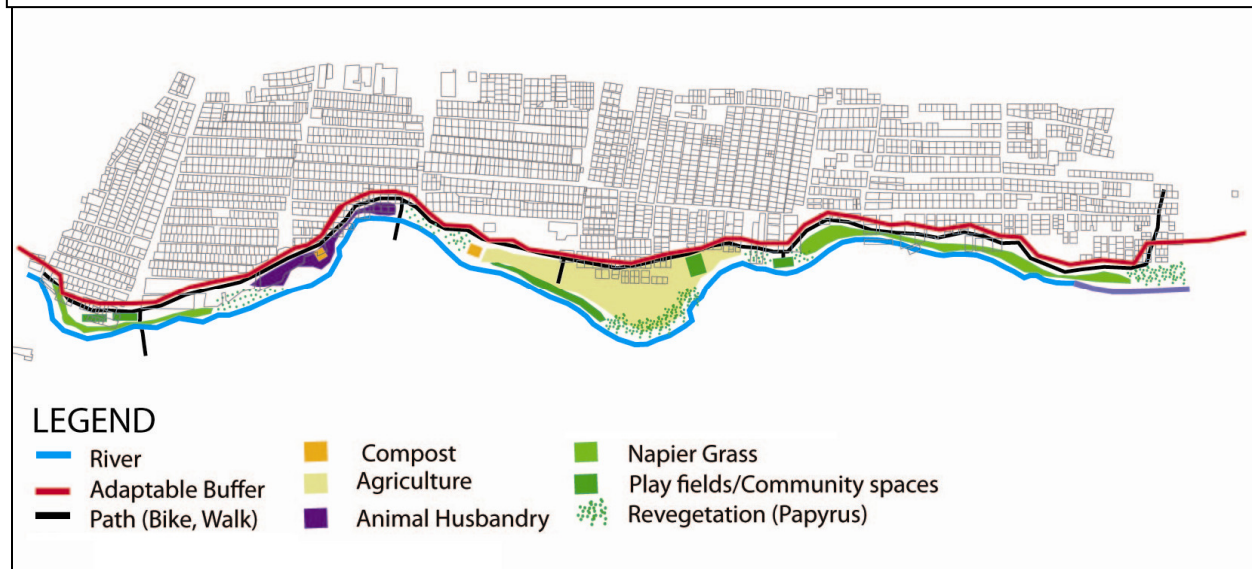 LEGEND
River
Adaptable Buffer
Path (Bike, Walk)
Compost
Agriculture
Animal Husbandry
Napier Grass
Play fields/Community spaces
Revegetation (Papyrus)